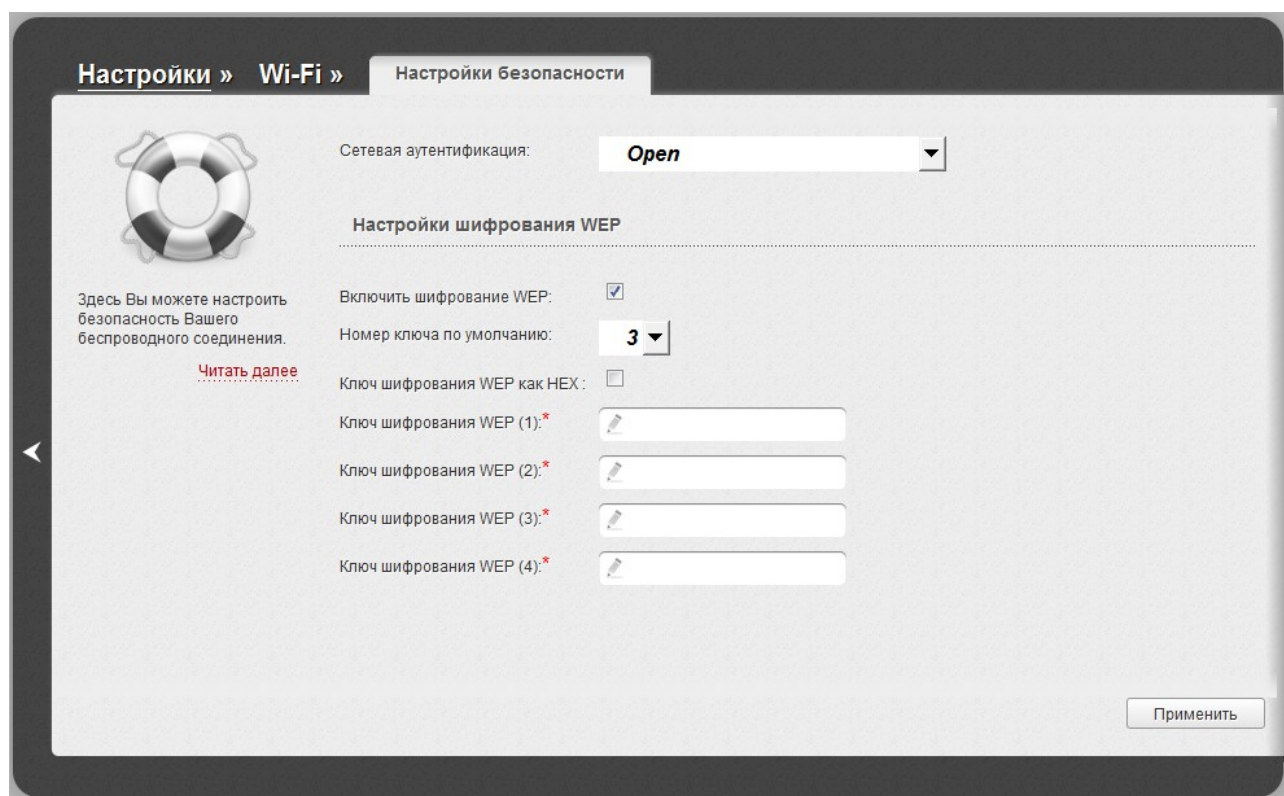 Настройки » Wi-Fi » Настройки безопасности
Сетевая аутентификация: Open
Настройки шифрования WEP
Здесь Вы можете настроить
безопасность Вашего
беспроводного соединения.
Читать далее
Включить шифрование WEP:
Номер ключа по умолчанию: 3
Ключ шифрования WEP как HEX :
Ключ шифрования WEP (1):*
Ключ шифрования WEP (2):*
Ключ шифрования WEP (3):*
Ключ шифрования WEP (4):*
Применить